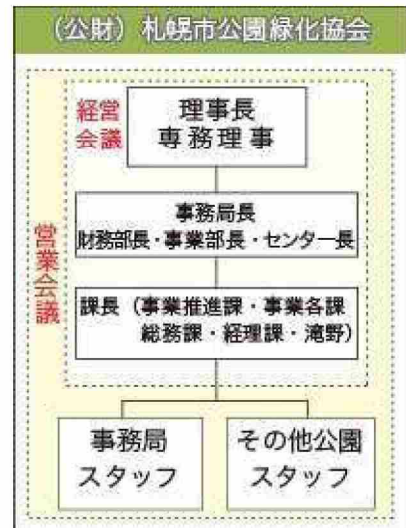 （公財）札幌市公園緑化協会
経営
会議
理事長
専務理事
事務局長
財務部長・事業部長・センター長
営業会議
課長（事業推進課・事業各課
総務課・経理課・滝野）
事務局
スタッフ
その他公園
スタッフ